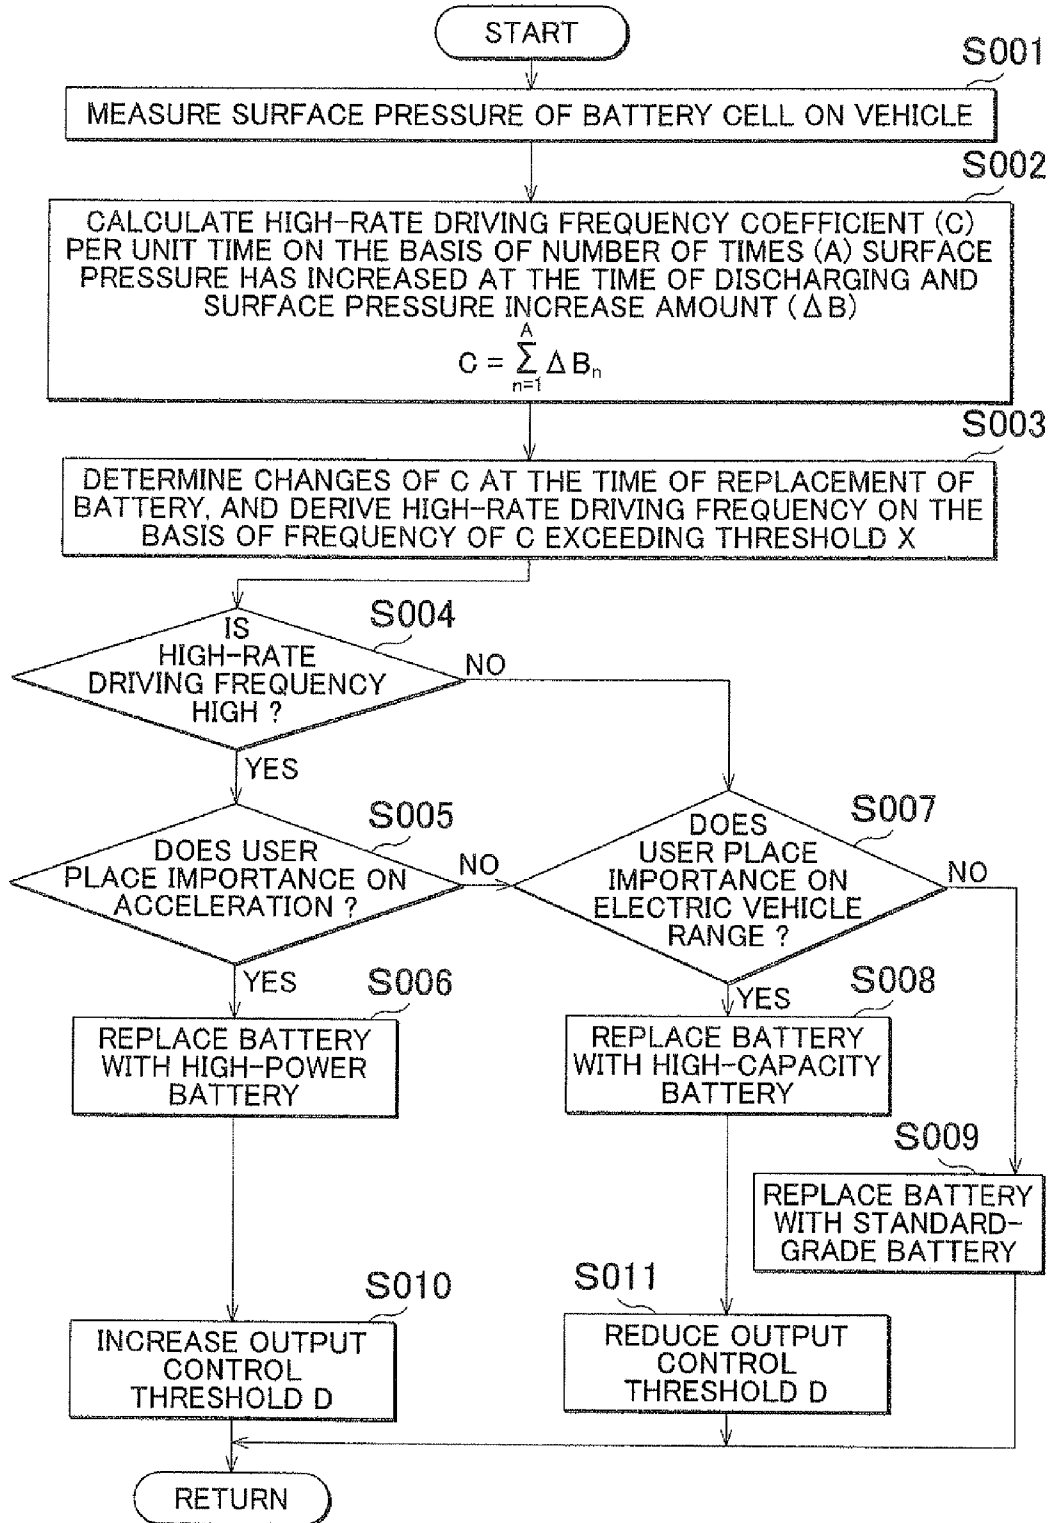 START
S001
MEASURE SURFACE PRESSURE OF BATTERY CELL ON VEHICLE
S002
CALCULATE HIGH-RATE DRIVING FREQUENCY COEFFICIENT (C)
PER UNIT TIME ON THE BASIS OF NUMBER OF TIMES (A) SURFACE
PRESSURE HAS INCREASED AT THE TIME OF DISCHARGING AND
SURFACE PRESSURE INCREASE AMOUNT (ΔB)
A
C = Σ ΔBₙ
n=1
S003
DETERMINE CHANGES OF C AT THE TIME OF REPLACEMENT OF
BATTERY, AND DERIVE HIGH-RATE DRIVING FREQUENCY ON THE
BASIS OF FREQUENCY OF C EXCEEDING THRESHOLD X
S004
IS
HIGH-RATE
DRIVING FREQUENCY
HIGH ?
NO
YES
S005
DOES USER
PLACE IMPORTANCE ON
ACCELERATION ?
NO
YES
S007
DOES
USER PLACE
IMPORTANCE ON
ELECTRIC VEHICLE
RANGE ?
NO
YES
S006
REPLACE BATTERY
WITH HIGH-POWER
BATTERY
S008
REPLACE BATTERY
WITH HIGH-CAPACITY
BATTERY
S009
REPLACE BATTERY
WITH STANDARD-
GRADE BATTERY
S010
INCREASE OUTPUT
CONTROL
THRESHOLD D
S011
REDUCE OUTPUT
CONTROL
THRESHOLD D
RETURN